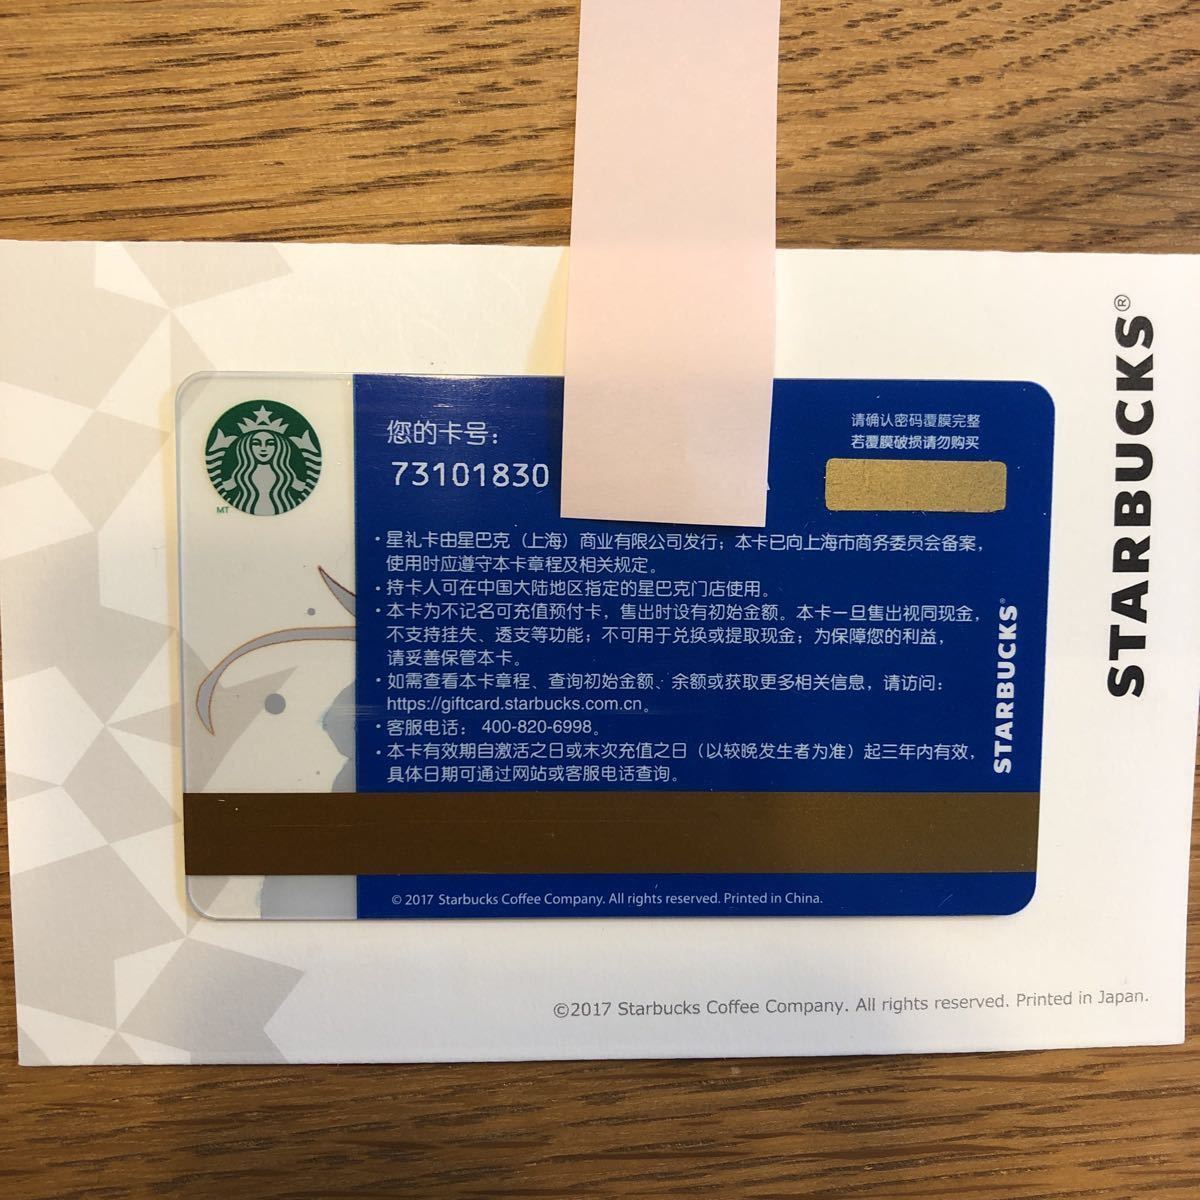 STARBUCKS®
您的卡号：
73101830
请确认密码覆膜完整
若覆膜破损请勿购买
MT
·星礼卡由星巴克（上海）商业有限公司发行；本卡已向上海市商务委员会备案，
使用时应遵守本卡章程及相关规定。
·持卡人可在中国大陆地区指定的星巴克门店使用。
·本卡为不记名可充值预付卡，售出时设有初始金额。本卡一旦售出视同现金，
不支持挂失、透支等功能；不可用于兑换或提取现金；为保障您的利益，
请妥善保管本卡。
·如需查看本卡章程、查询初始金额、余额或获取更多相关信息，请访问：
https://giftcard.starbucks.com.cn。
·客服电话： 400-820-6998。
·本卡有效期自激活之日或末次充值之日（以较晚发生者为准）起三年内有效，
具体日期可通过网站或客服电话查询。
STARBUCKS®
© 2017 Starbucks Coffee Company. All rights reserved. Printed in China.
©2017 Starbucks Coffee Company. All rights reserved. Printed in Japan.